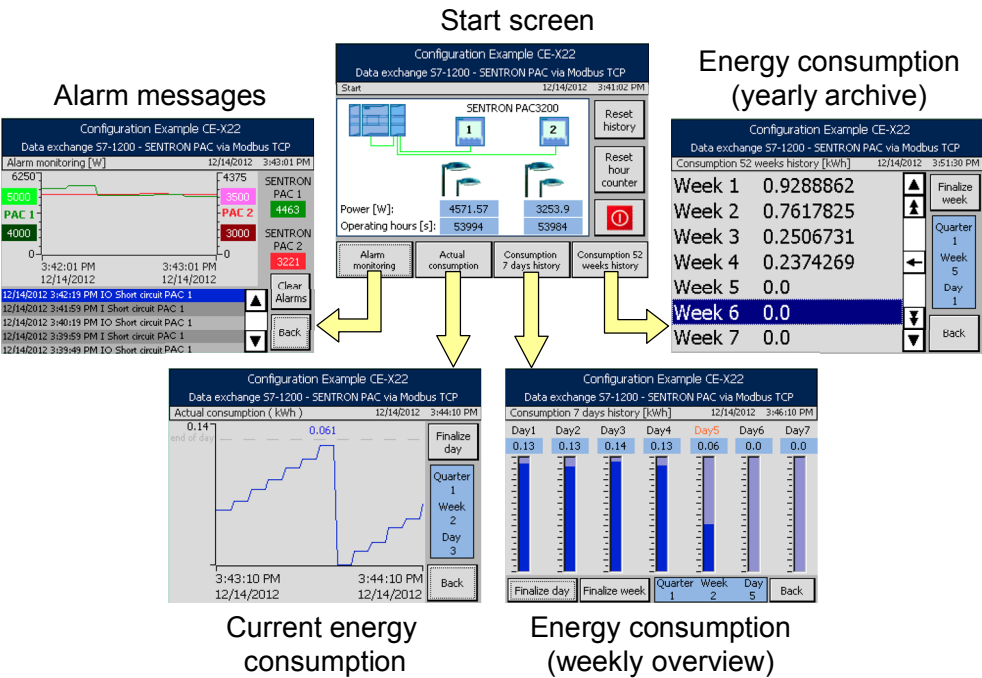 Start screen
Configuration Example CE-X22
Data exchange S7-1200 - SENTRON PAC via Modbus TCP
Start 12/14/2012 3:41:02 PM
SENTRON PAC3200
1 2
Reset
history
Reset
hour
counter
Power [W]: 4571.57 3253.9
Operating hours [s]: 53994 53984
Alarm
monitoring
Actual
consumption
Consumption
7 days history
Consumption 52
weeks history
Alarm messages
Configuration Example CE-X22
Data exchange S7-1200 - SENTRON PAC via Modbus TCP
Alarm monitoring [W] 12/14/2012 3:43:01 PM
6250 4375
5000 3500
PAC 1 PAC 2
4000 3000
0 0
3:42:01 PM 3:43:01 PM
12/14/2012 12/14/2012
SENTRON
PAC 1
4463
SENTRON
PAC 2
3221
Clear
Alarms
Back
12/14/2012 3:42:19 PM IO Short circuit PAC 1
12/14/2012 3:41:59 PM I Short circuit PAC 1
12/14/2012 3:40:19 PM IO Short circuit PAC 1
12/14/2012 3:39:59 PM I Short circuit PAC 1
12/14/2012 3:39:49 PM IO Short circuit PAC 1
Energy consumption
(yearly archive)
Configuration Example CE-X22
Data exchange S7-1200 - SENTRON PAC via Modbus TCP
Consumption 52 weeks history [kWh] 12/14/2012 3:51:30 PM
Week 1 0.9288862
Week 2 0.7617825
Week 3 0.2506731
Week 4 0.2374269
Week 5 0.0
Week 6 0.0
Week 7 0.0
Finalize
week
Quarter
1
Week
5
Day
1
Back
Configuration Example CE-X22
Data exchange S7-1200 - SENTRON PAC via Modbus TCP
Actual consumption ( kWh ) 12/14/2012 3:44:10 PM
0.14
end of day
0.061
3:43:10 PM 3:44:10 PM
12/14/2012 12/14/2012
Finalize
day
Quarter
1
Week
2
Day
3
Back
Current energy
consumption
Configuration Example CE-X22
Data exchange S7-1200 - SENTRON PAC via Modbus TCP
Consumption 7 days history [kWh] 12/14/2012 3:46:10 PM
Day1 Day2 Day3 Day4 Day5 Day6 Day7
0.13 0.13 0.14 0.13 0.06 0.0 0.0
Finalize day Finalize week
Quarter Week Day
1 2 5
Back
Energy consumption
(weekly overview)